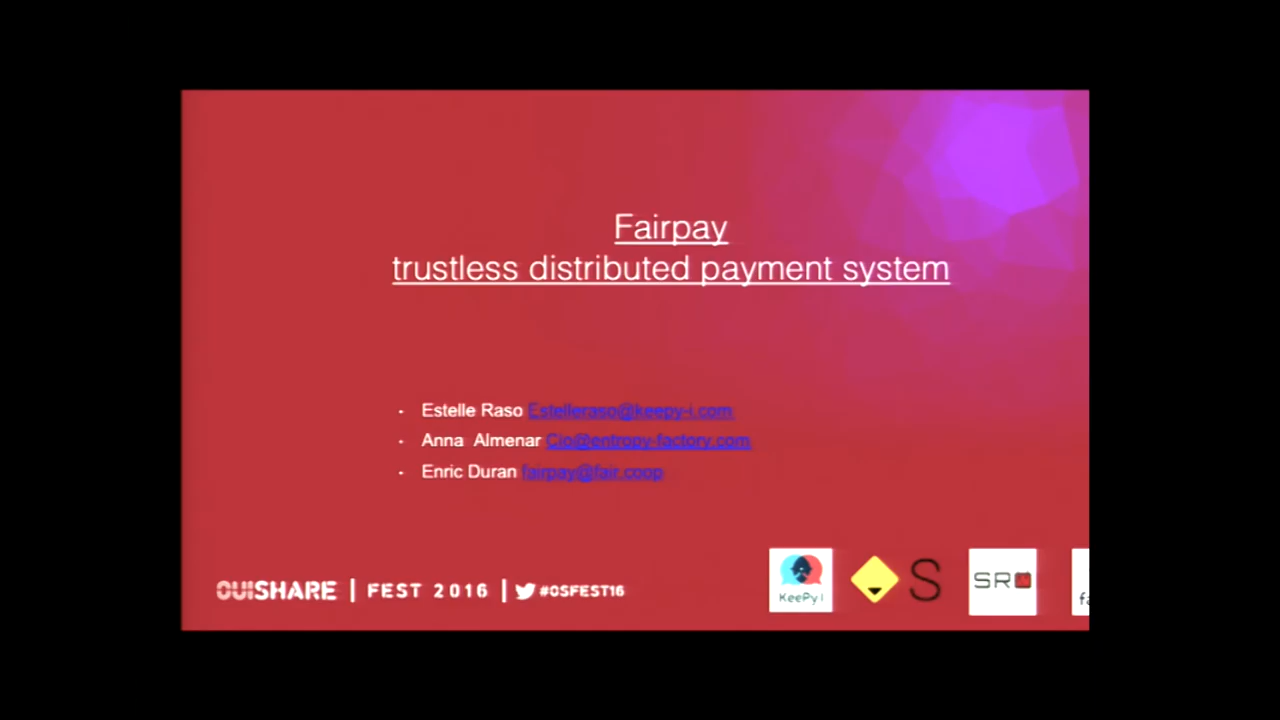 Fairpay
trustless distributed payment system
· Estelle Raso Estelleraso@keepy-i.com
· Anna Almenar Cio@entropy-factory.com
· Enric Duran fairpay@fair.coop
OUISHARE | FEST 2016 | #OSFEST16
KeePy i
S
SR
fa